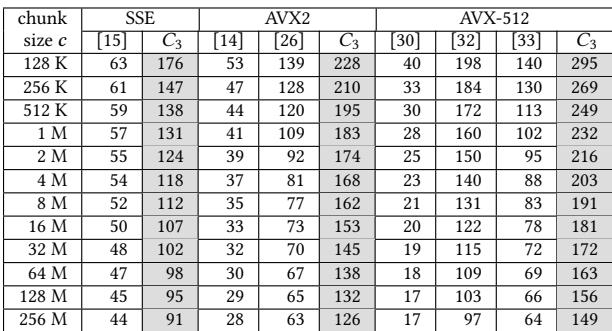 chunk SSE AVX2 AVX-512
size c [15] C3 [14] [26] C3 [30] [32] [33] C3
128 K 63 176 53 139 228 40 198 140 295
256 K 61 147 47 128 210 33 184 130 269
512 K 59 138 44 120 195 30 172 113 249
1 M 57 131 41 109 183 28 160 102 232
2 M 55 124 39 92 174 25 150 95 216
4 M 54 118 37 81 168 23 140 88 203
8 M 52 112 35 77 162 21 131 83 191
16 M 50 107 33 73 153 20 122 78 181
32 M 48 102 32 70 145 19 115 72 172
64 M 47 98 30 67 138 18 109 69 163
128 M 45 95 29 65 132 17 103 66 156
256 M 44 91 28 63 126 17 97 64 149